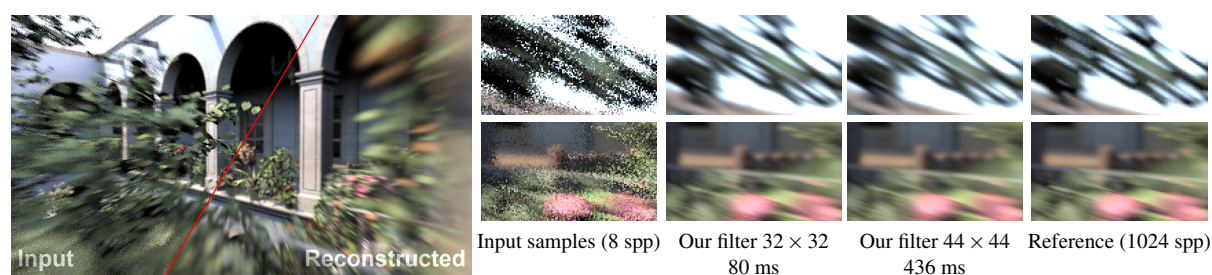 Input
Reconstructed
Input samples (8 spp)
Our filter 32 × 32
80 ms
Our filter 44 × 44
436 ms
Reference (1024 spp)